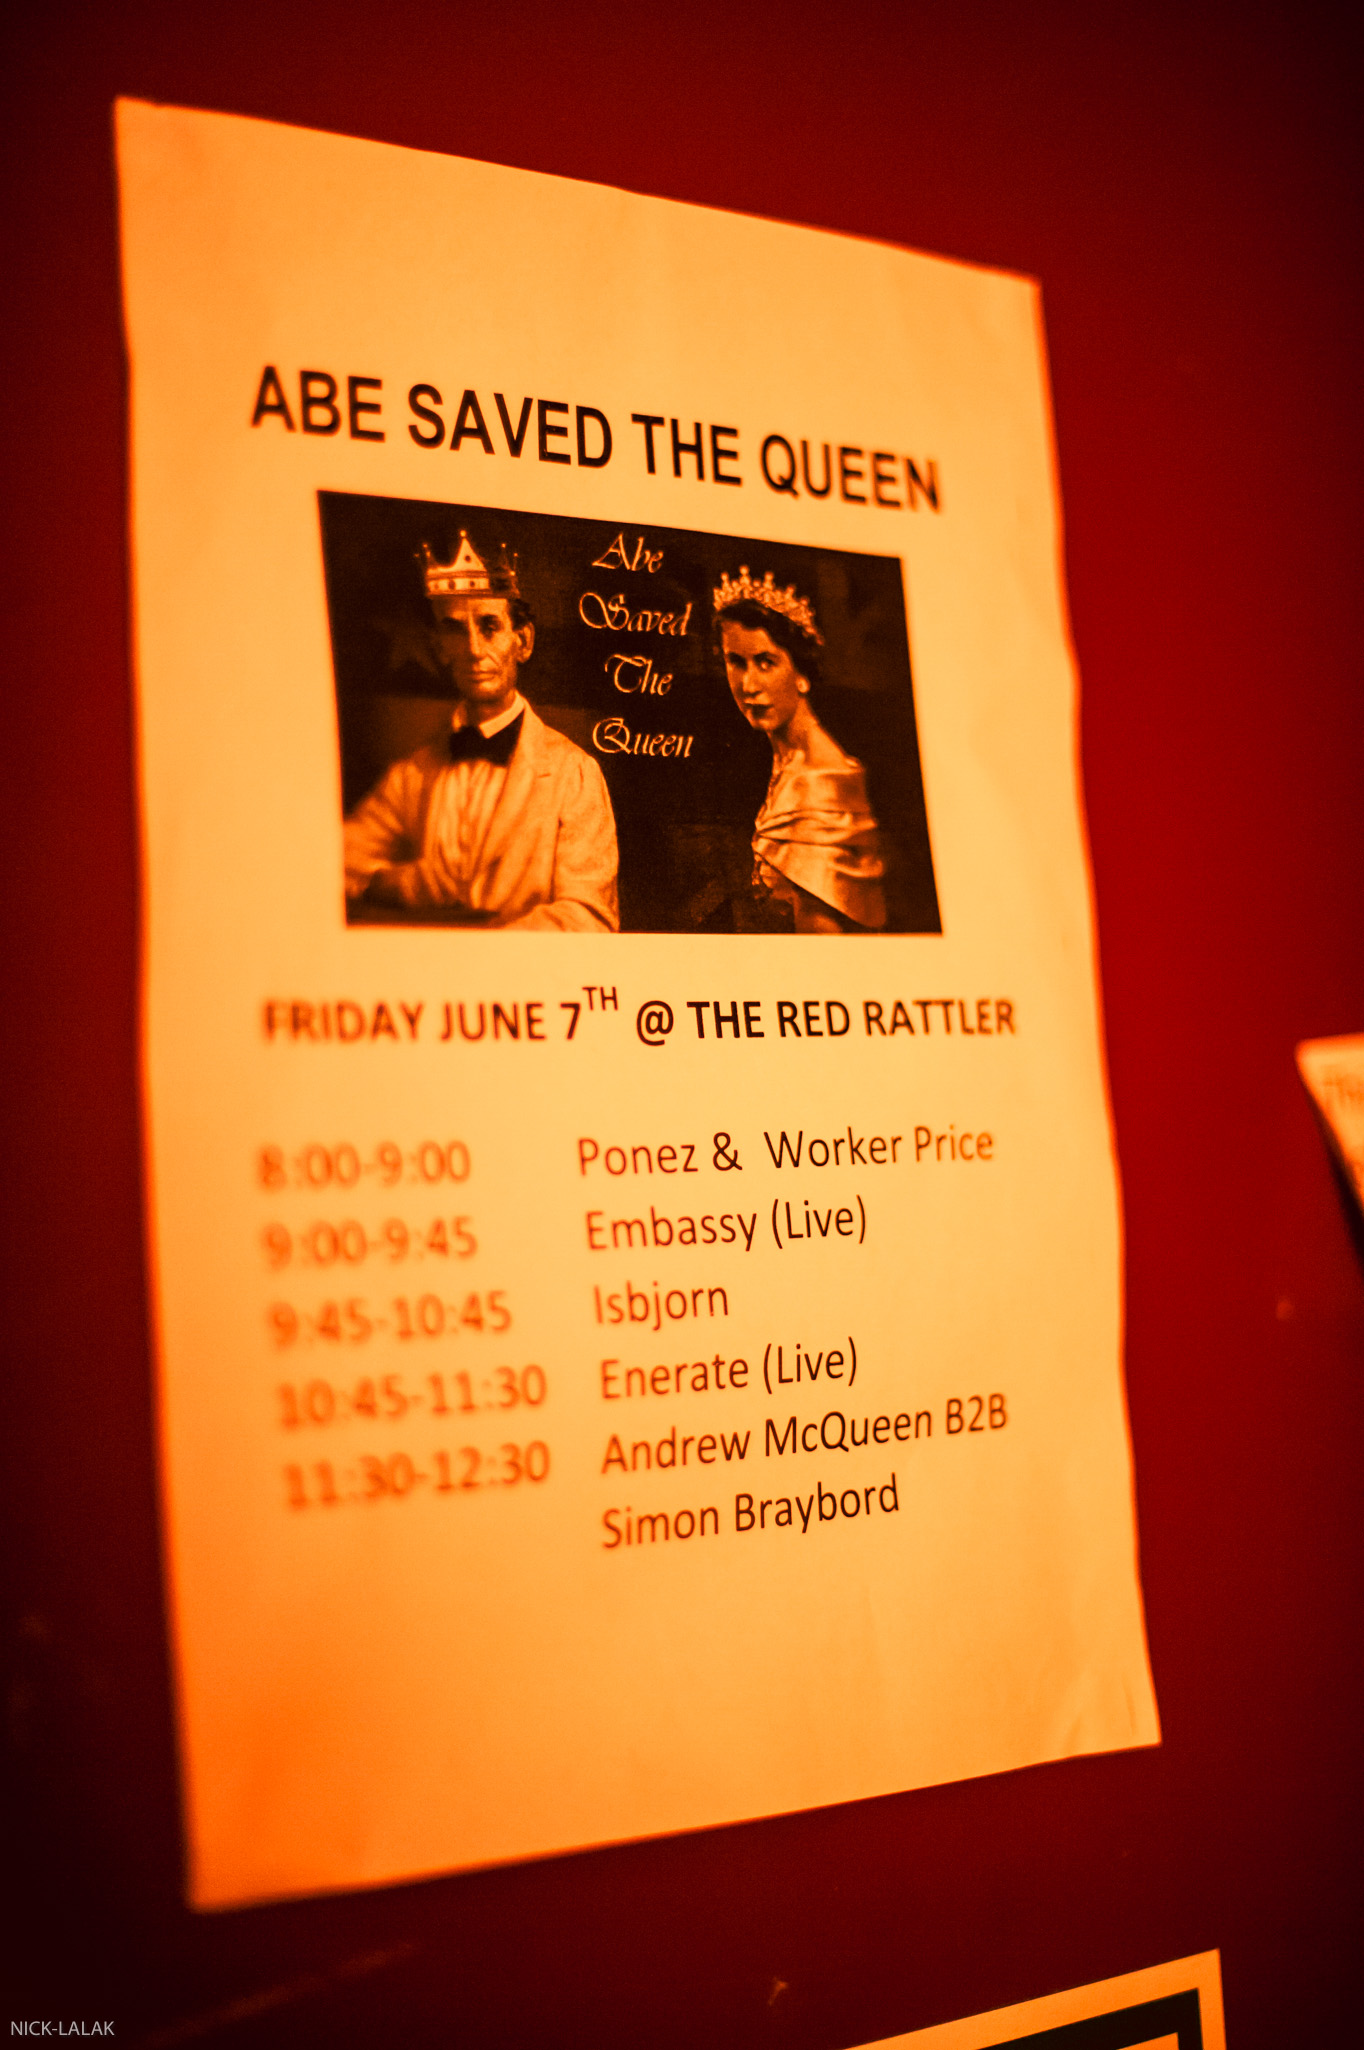 ABE SAVED THE QUEEN
Abe
Saved
The
Queen
FRIDAY JUNE 7TH @ THE RED RATTLER
8:00-9:00 Ponez & Worker Price
9:00-9:45 Embassy (Live)
9:45-10:45 Isbjorn
10:45-11:30 Enerate (Live)
11:30-12:30 Andrew McQueen B2B
Simon Braybord
NICK-LALAK